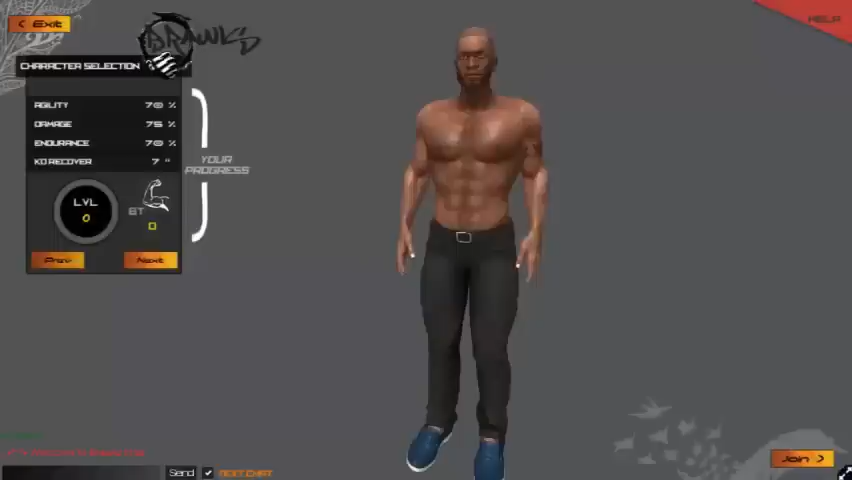 < Exit
BRAWLS
HELP
CHARACTER SELECTION
AGILITY 70 %
DAMAGE 75 %
ENDURANCE 70 %
KO RECOVER 7 "
YOUR
PROGRESS
LVL
0
BT
0
Prev
Next
Join >
Send
TEXT CHAT